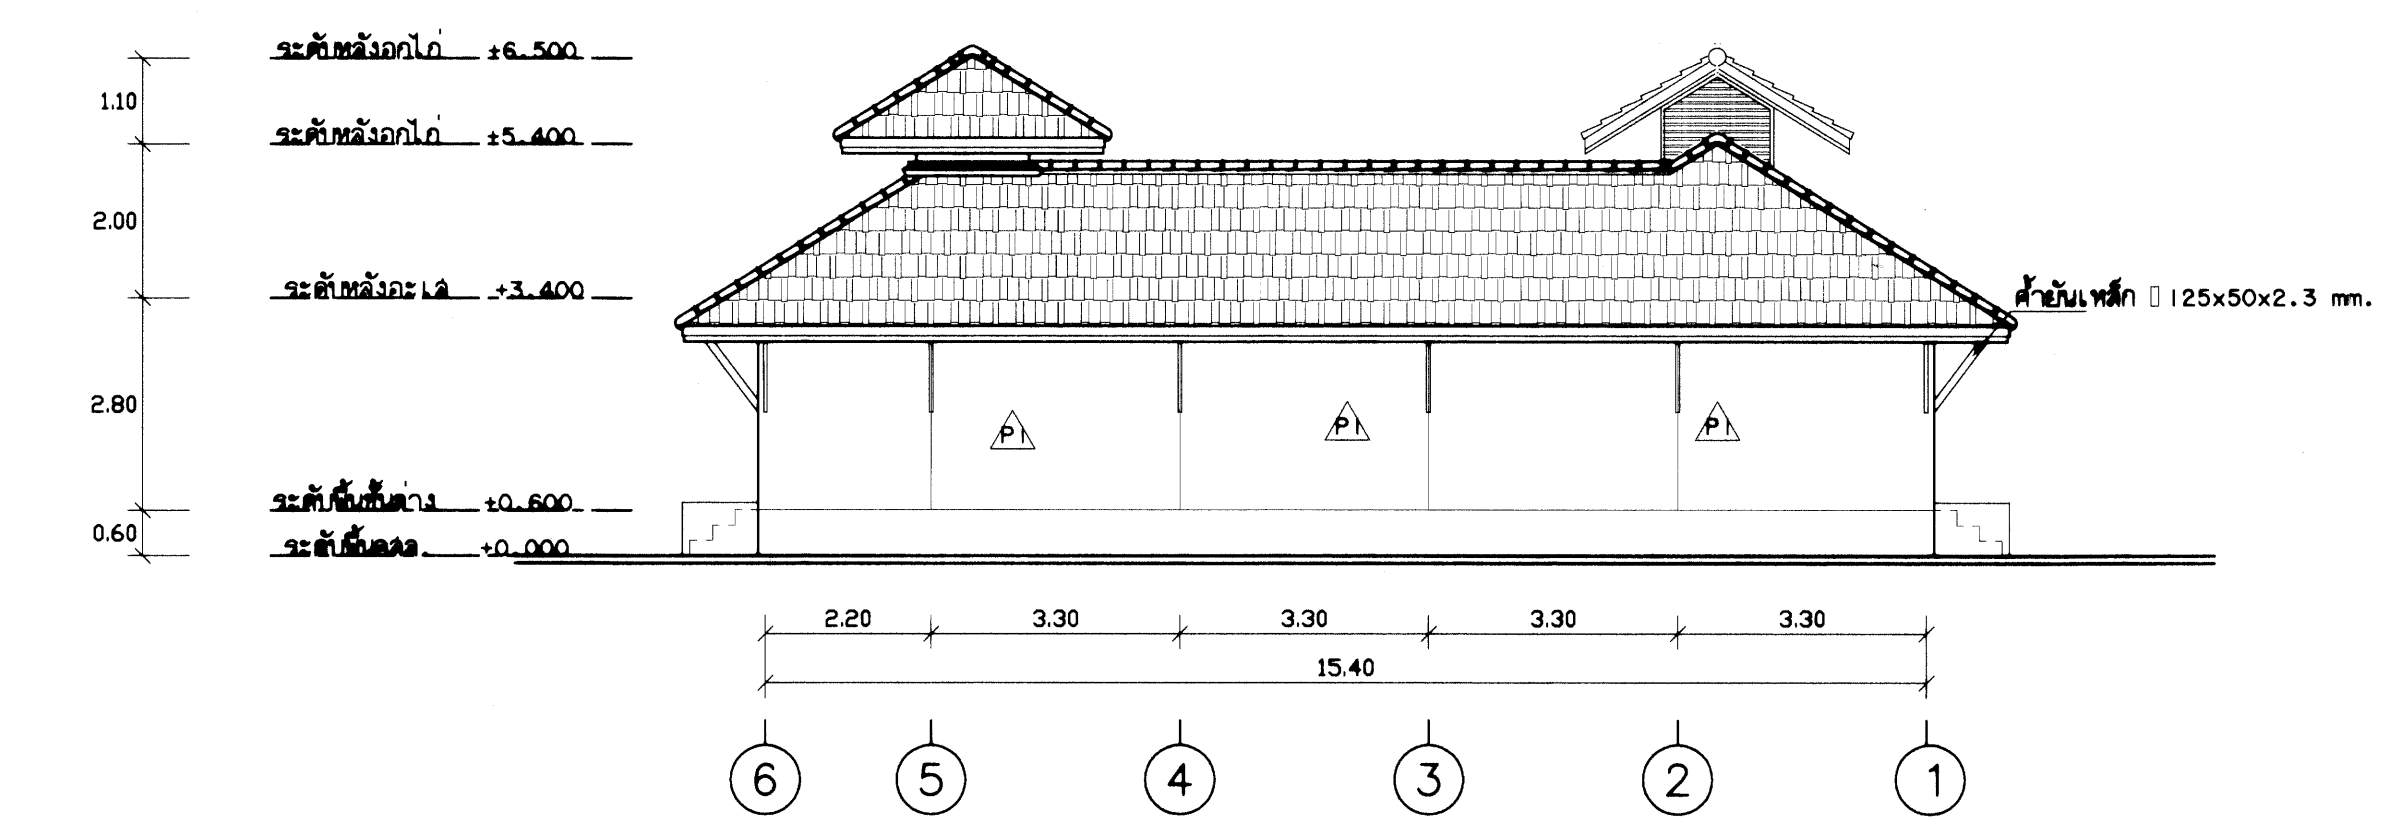 ระดับหลังอกไก่ ±6.500
1.10
ระดับหลังอกไก่ ±5.400
2.00
ระดับหลังอะเส +3.400
ค้ำยันเหล็ก 125x50x2.3 mm.
2.80
P1 P1 P1
ระดับพื้นชั้นล่าง ±0.600
0.60
ระดับพื้นคสล. ±0.000
2.20 3.30 3.30 3.30 3.30
15.40
6 5 4 3 2 1